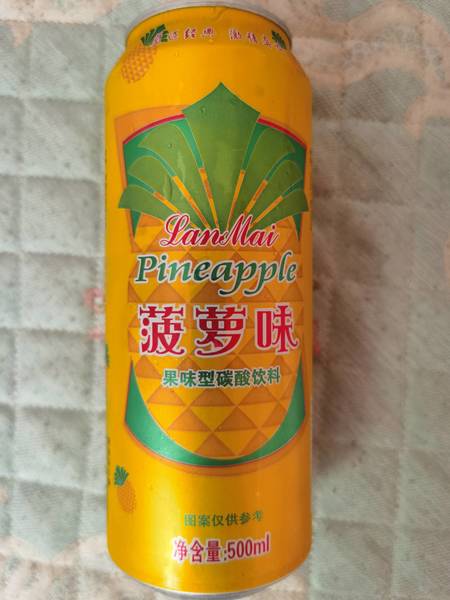 LanMai
Pineapple
菠萝味
果味型碳酸饮料
图案仅供参考
净含量:500ml